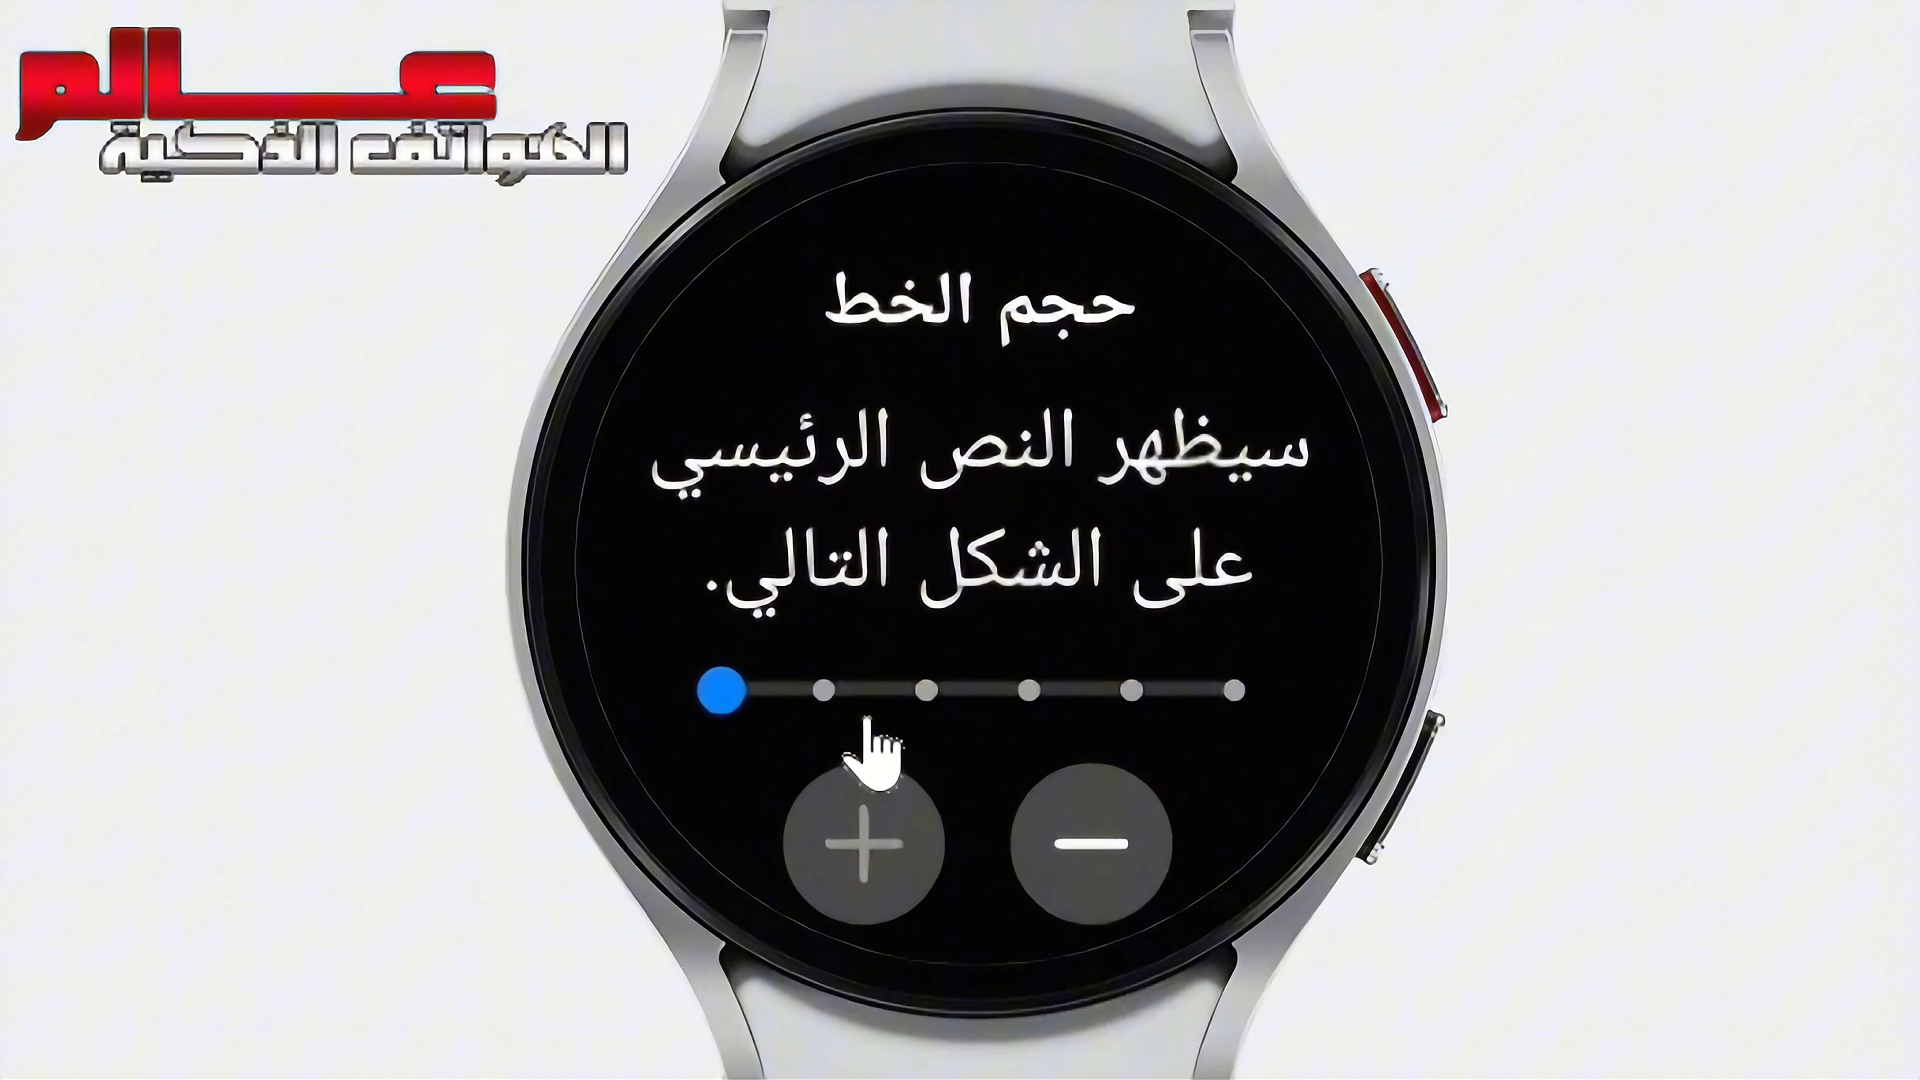 عالم
الهواتف الذكية
حجم الخط
سيظهر النص الرئيسي
على الشكل التالي.